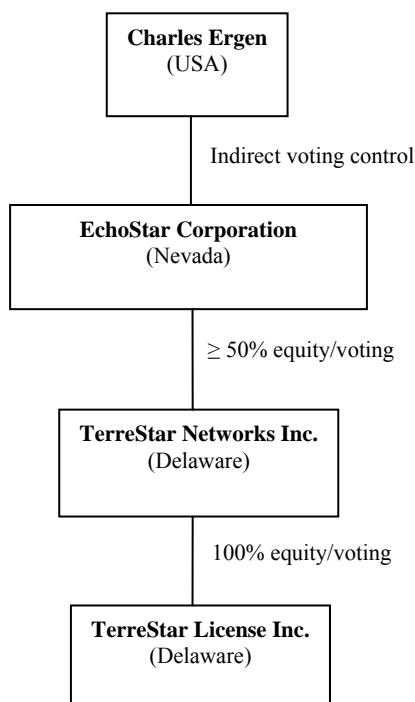 Charles Ergen
(USA)
Indirect voting control
EchoStar Corporation
(Nevada)
≥ 50% equity/voting
TerreStar Networks Inc.
(Delaware)
100% equity/voting
TerreStar License Inc.
(Delaware)